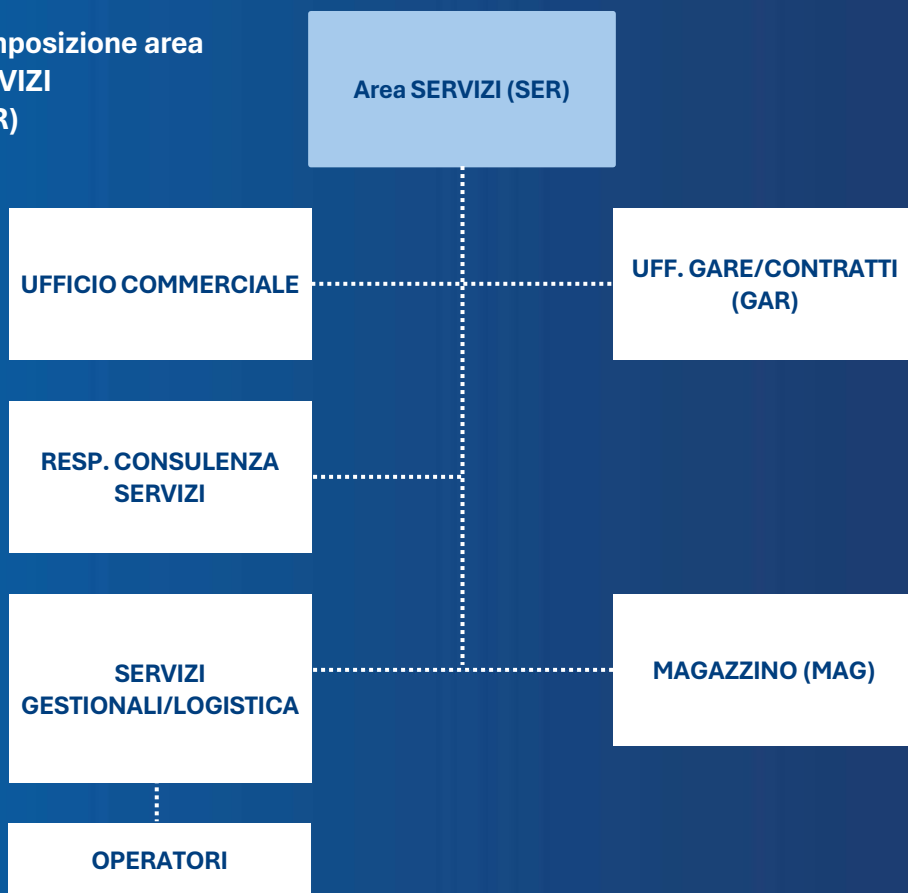 mposizione area
VIZI
R)
Area SERVIZI (SER)
UFFICIO COMMERCIALE
UFF. GARE/CONTRATTI
(GAR)
RESP. CONSULENZA
SERVIZI
SERVIZI
GESTIONALI/LOGISTICA
MAGAZZINO (MAG)
OPERATORI